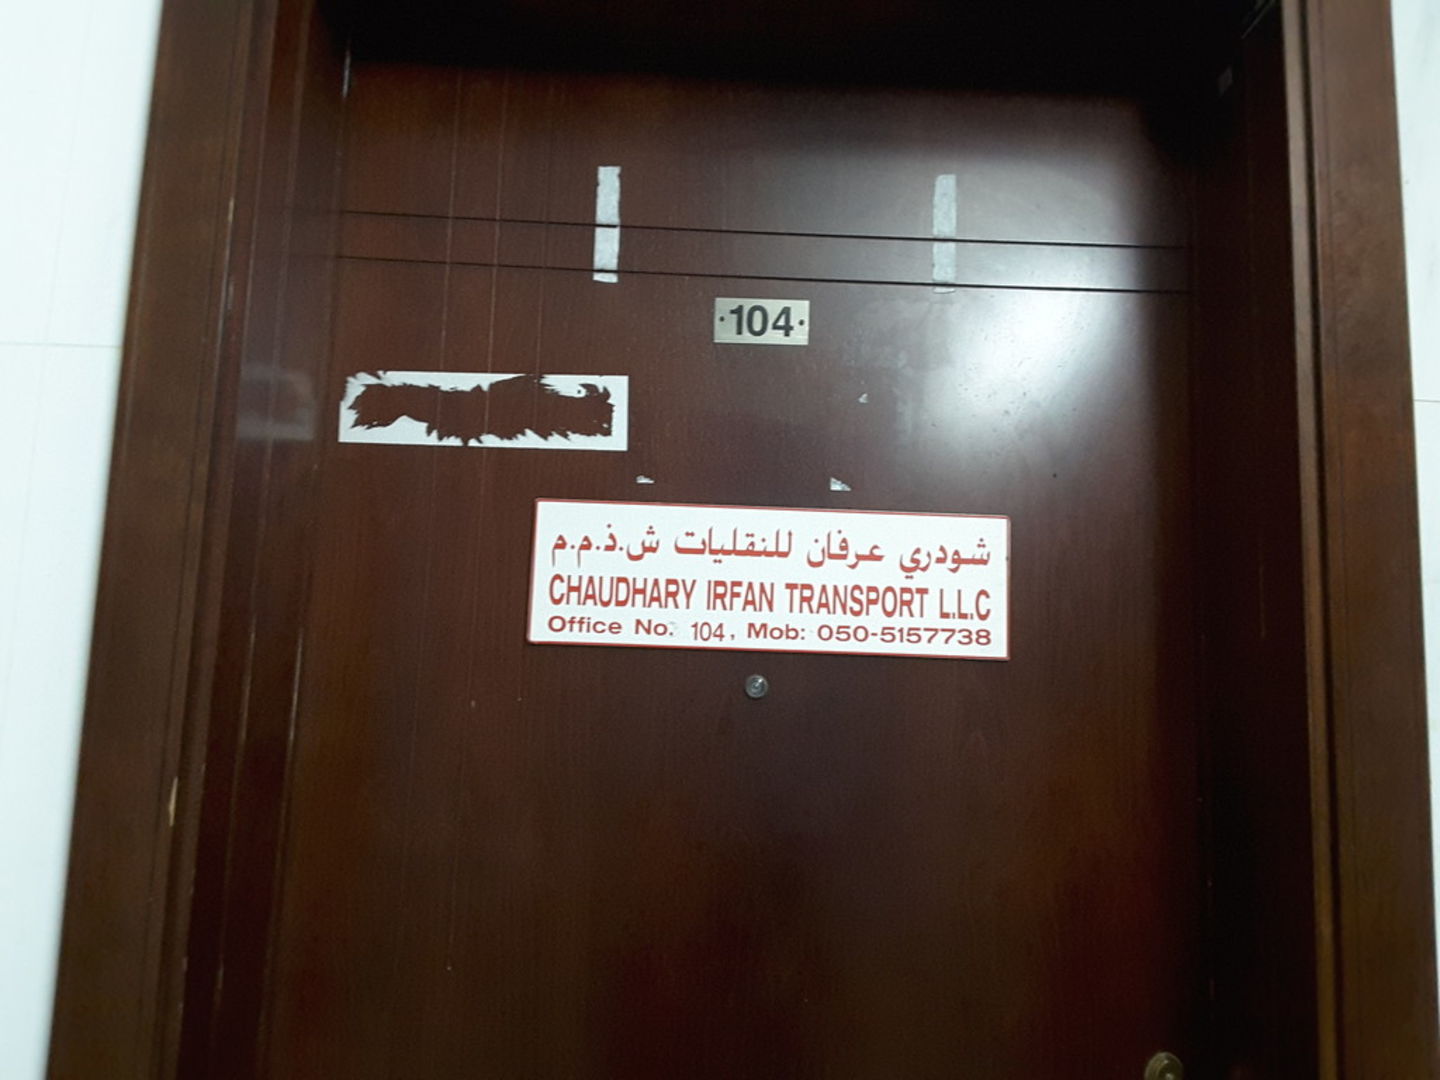 ·104·
شودري عرفان للنقليات ش.ذ.م.م
CHAUDHARY IRFAN TRANSPORT L.L.C
Office No. 104, Mob: 050-5157738